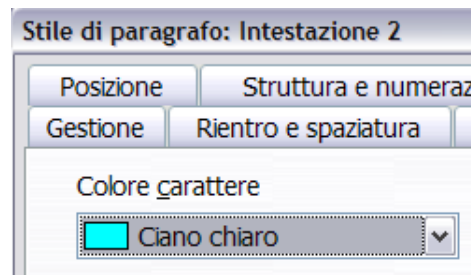 Stile di paragrafo: Intestazione 2
Posizione Struttura e numeraz
Gestione Rientro e spaziatura
Colore carattere
Ciano chiaro